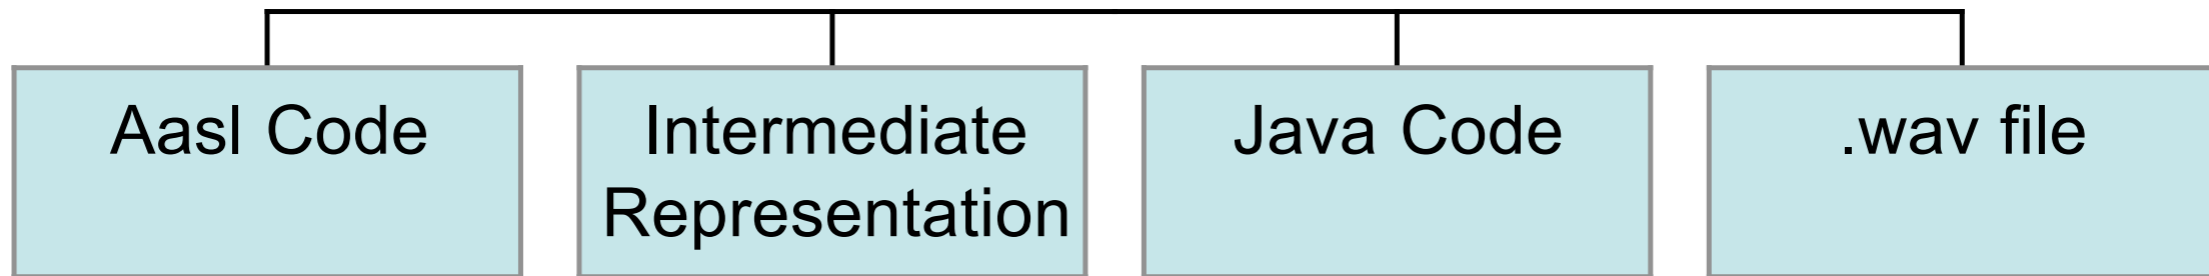 Aasl Code
Intermediate
Representation
Java Code
.wav file